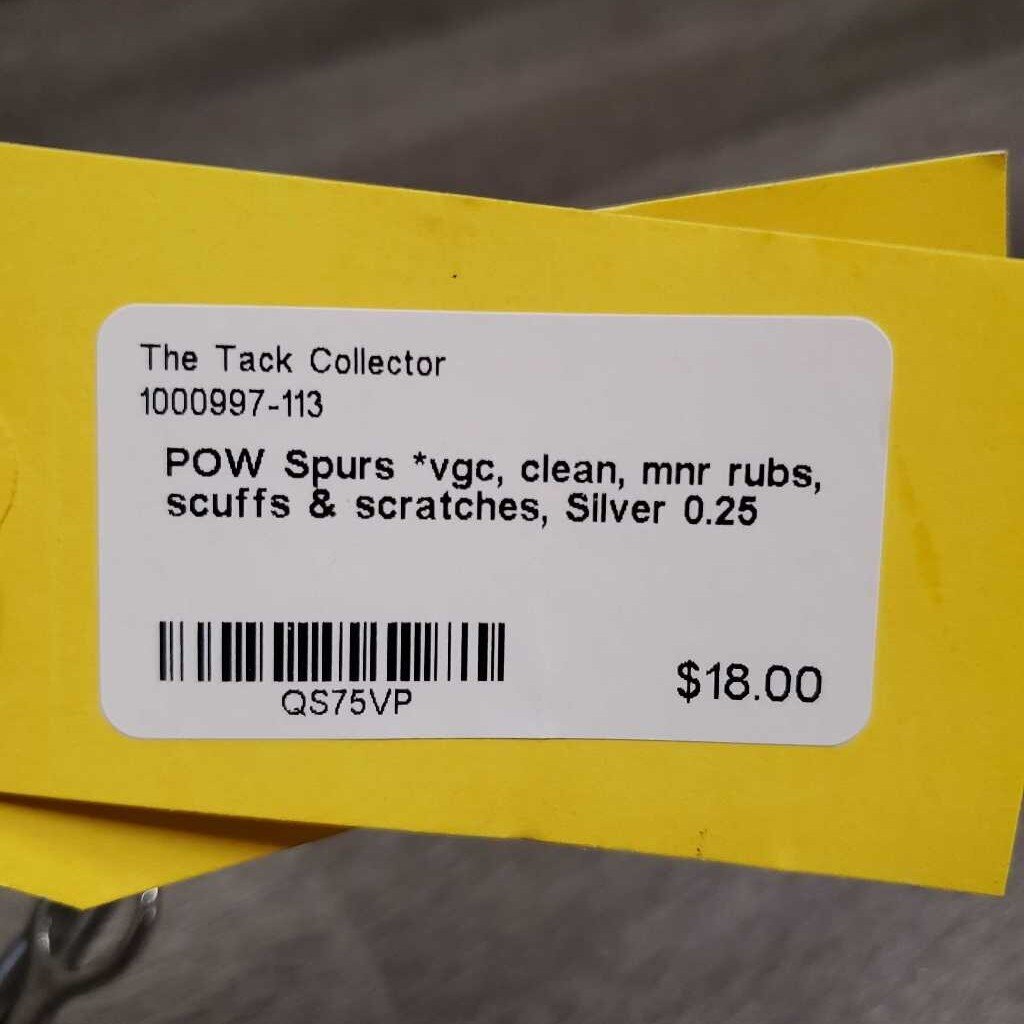 The Tack Collector
1000997-113
POW Spurs *vgc, clean, mnr rubs,
scuffs & scratches, Silver 0.25
QS75VP
$18.00